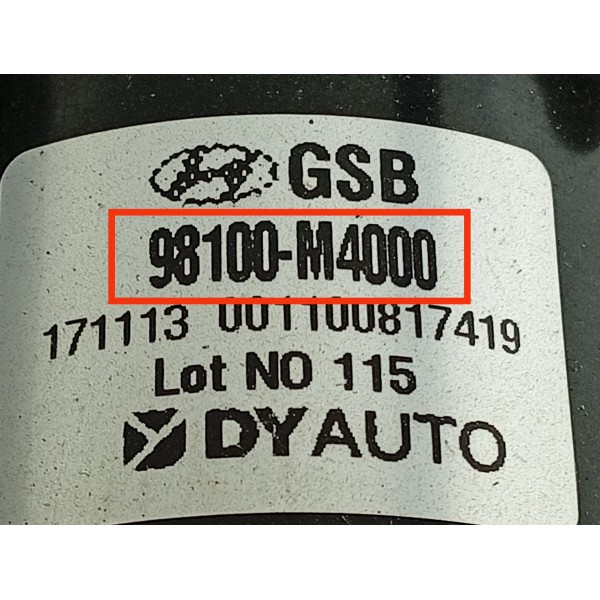 GSB
98100-M4000
171113 001100817419
Lot NO 115
DYAUTO